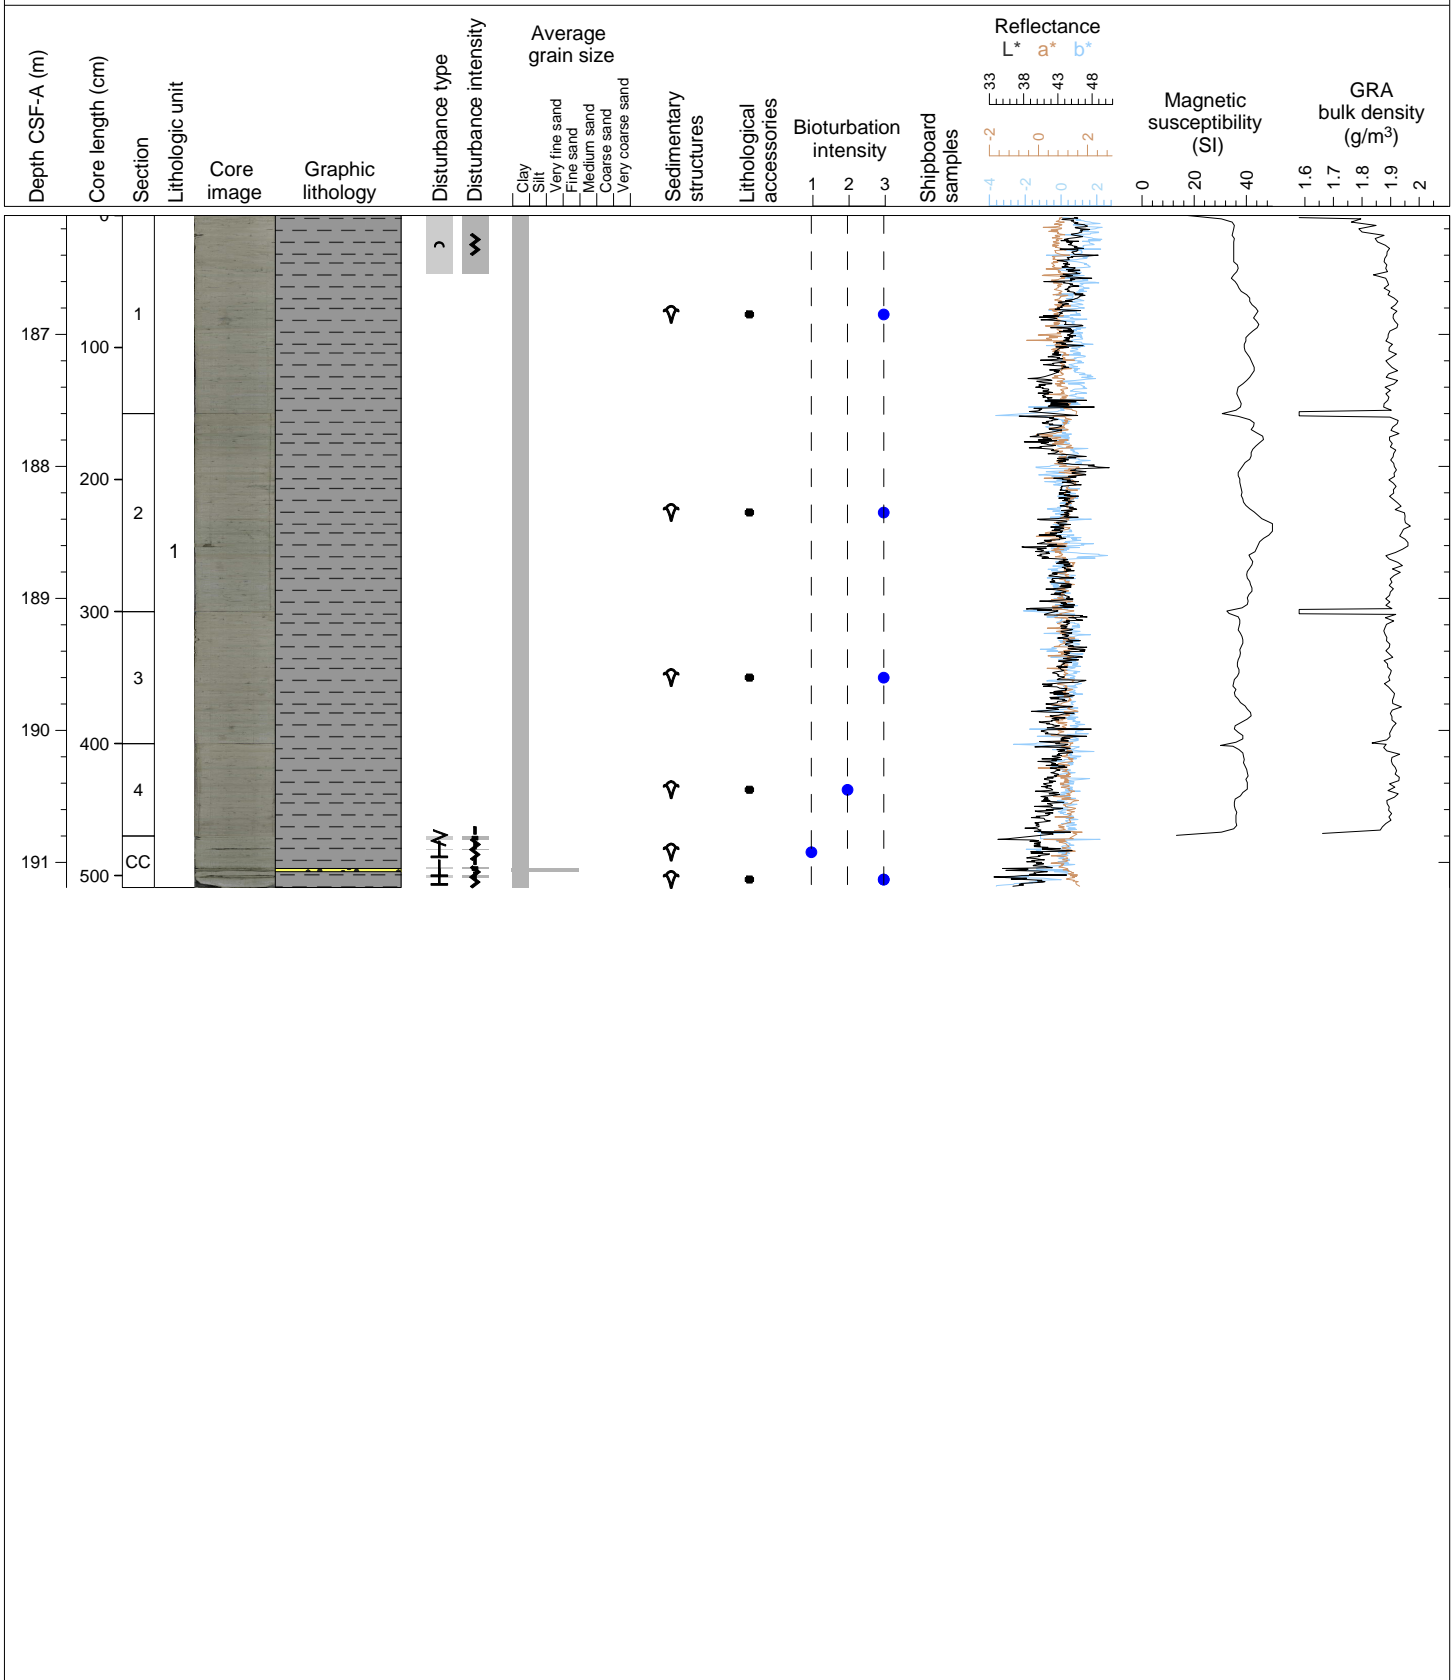 Depth CSF-A (m)
Core length (cm)
Section
Lithologic unit
Core
image
Graphic
lithology
Disturbance type
Disturbance intensity
Average
grain size
Clay
Silt
Very fine sand
Fine sand
Medium sand
Coarse sand
Very coarse sand
Sedimentary
structures
Lithological
accessories
Bioturbation
intensity
1 2 3
Shipboard
samples
Reflectance
L* a* b*
33 38 43 48
-2 0 2
-4 -2 0 2
Magnetic
susceptibility
(SI)
0 20 40
GRA
bulk density
(g/m3)
1.6 1.7 1.8 1.9 2
0
1
187
100
188
200
2
1
189
300
3
190
400
4
191
CC
500